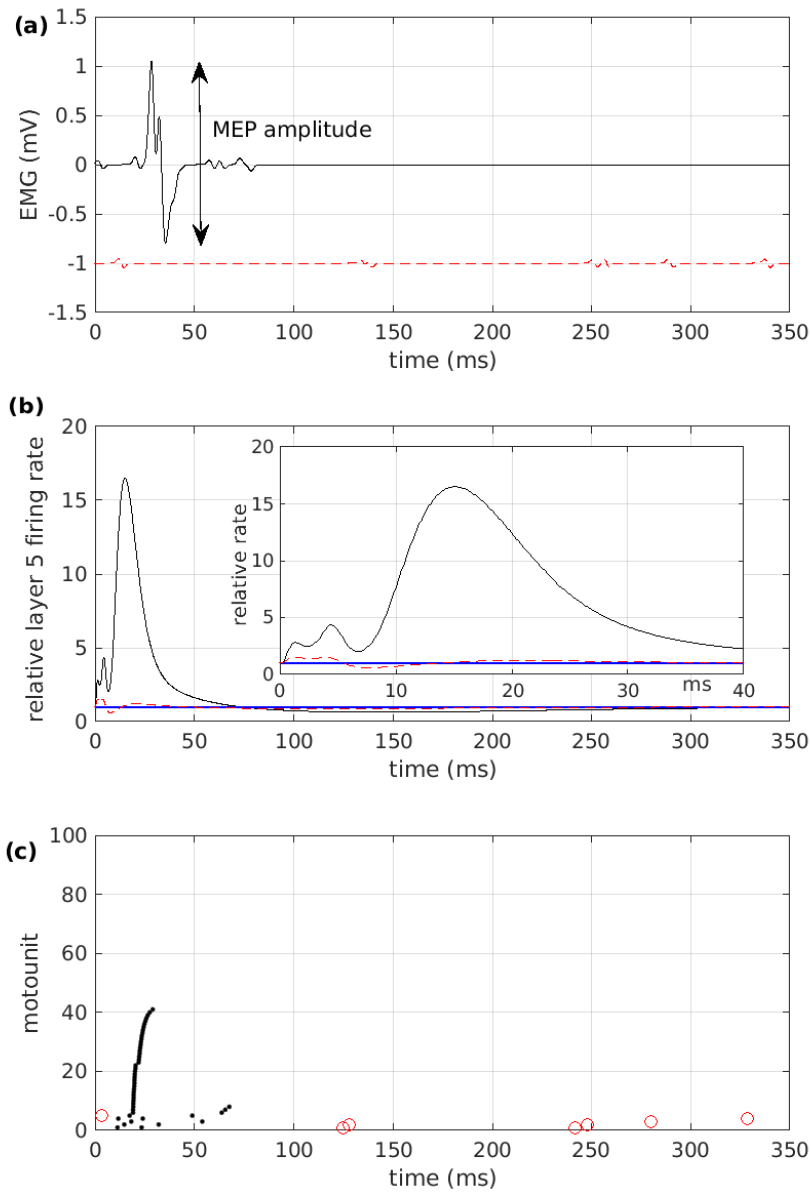 (a)
1.5
1
0.5
0
-0.5
-1
-1.5
EMG (mV)
MEP amplitude
0 50 100 150 200 250 300 350
time (ms)
(b)
20
15
10
5
0
relative layer 5 firing rate
20
15
10
5
0
relative rate
0 10 20 30 ms 40
0 50 100 150 200 250 300 350
time (ms)
(c)
100
80
60
40
20
0
motounit
0 50 100 150 200 250 300 350
time (ms)